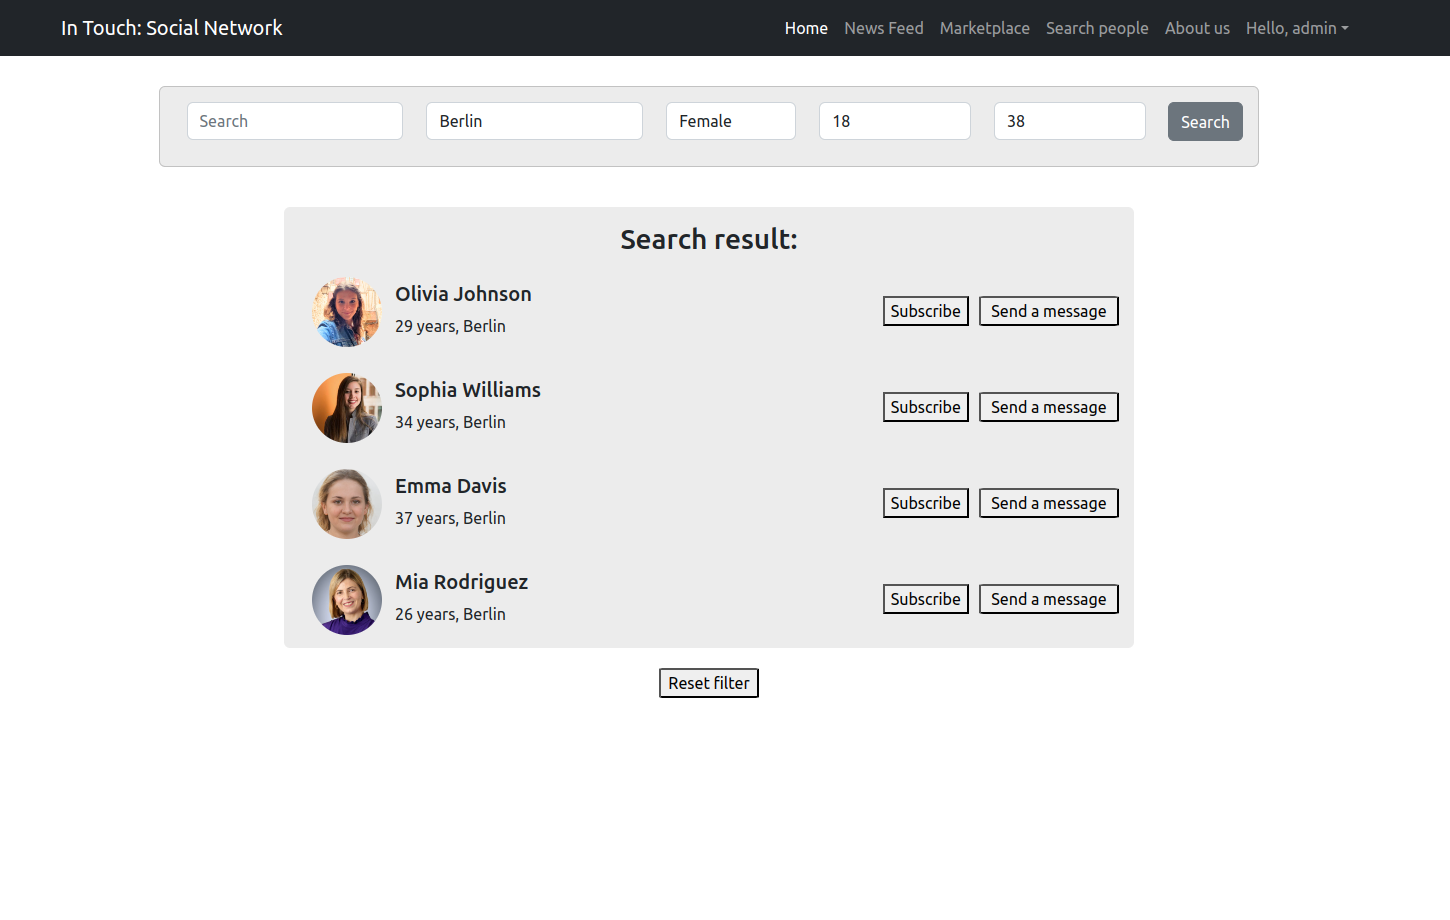 In Touch: Social Network Home News Feed Marketplace Search people About us Hello, admin
Search Berlin Female 18 38 Search
Search result:
Olivia Johnson
29 years, Berlin
Subscribe Send a message
Sophia Williams
34 years, Berlin
Subscribe Send a message
Emma Davis
37 years, Berlin
Subscribe Send a message
Mia Rodriguez
26 years, Berlin
Subscribe Send a message
Reset filter